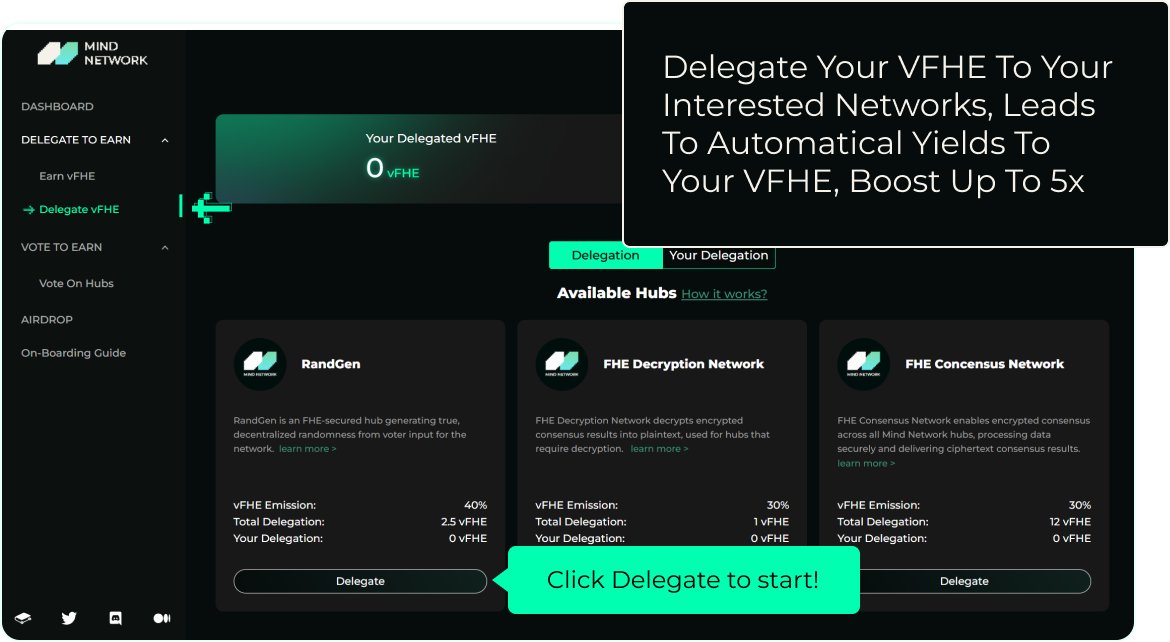 MIND
NETWORK
DASHBOARD
DELEGATE TO EARN
Earn vFHE
Delegate vFHE
VOTE TO EARN
Vote On Hubs
AIRDROP
On-Boarding Guide
Delegate Your VFHE To Your
Interested Networks, Leads
To Automatical Yields To
Your VFHE, Boost Up To 5x
Your Delegated vFHE
0 vFHE
Delegation
Your Delegation
Available Hubs How it works?
MIND NETWORK
RandGen
RandGen is an FHE-secured hub generating true,
decentralized randomness from voter input for the
network. learn more >
vFHE Emission: 40%
Total Delegation: 2.5 vFHE
Your Delegation: 0 vFHE
Delegate
MIND NETWORK
FHE Decryption Network
FHE Decryption Network decrypts encrypted
consensus results into plaintext, used for hubs that
require decryption. learn more >
vFHE Emission: 30%
Total Delegation: 1 vFHE
Your Delegation: 0 vFHE
Click Delegate to start!
MIND NETWORK
FHE Concensus Network
FHE Consensus Network enables encrypted consensus
across all Mind Network hubs, processing data
securely and delivering ciphertext consensus results.
learn more >
vFHE Emission: 30%
Total Delegation: 12 vFHE
Your Delegation: 0 vFHE
Delegate